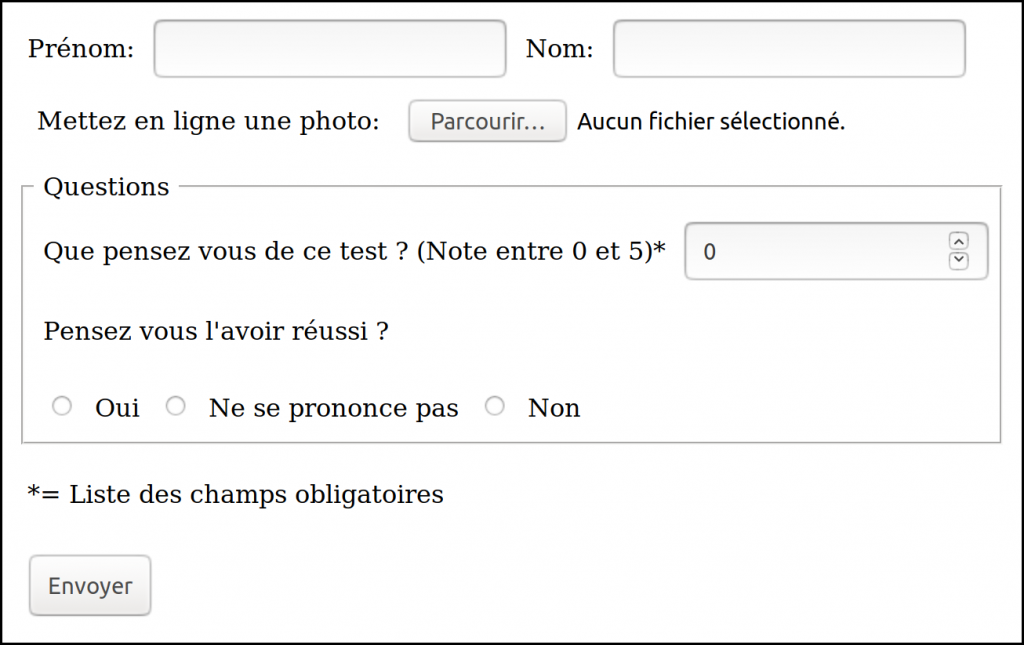 Prénom: Nom:
Mettez en ligne une photo: Parcourir... Aucun fichier sélectionné.
Questions
Que pensez vous de ce test ? (Note entre 0 et 5)* 0
Pensez vous l'avoir réussi ?
Oui Ne se prononce pas Non
*= Liste des champs obligatoires
Envoyer